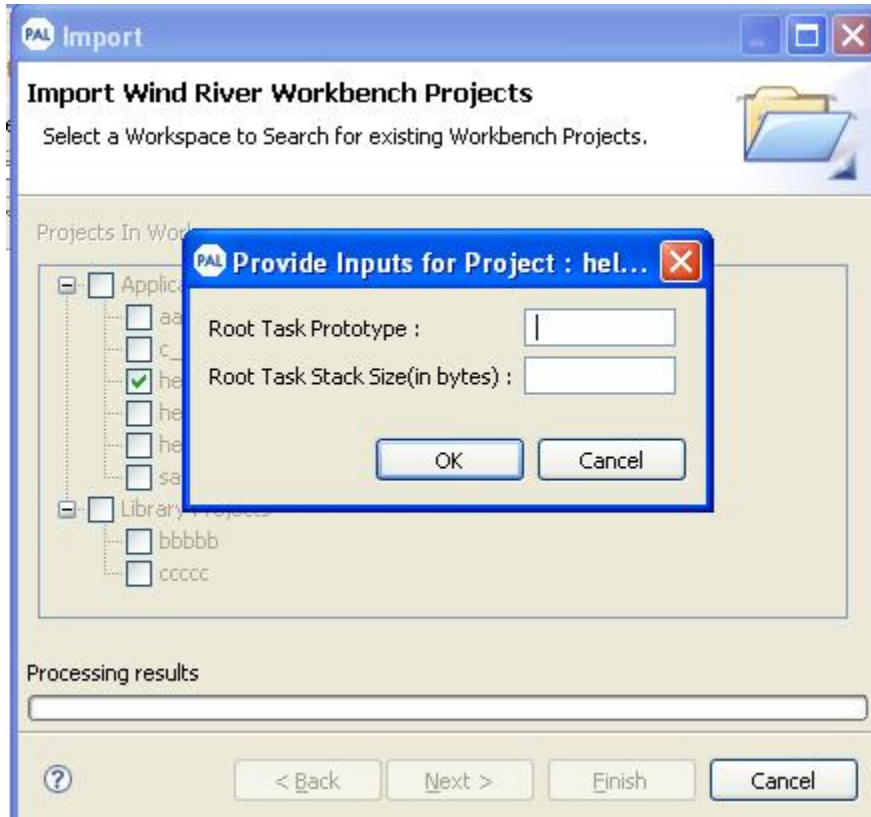 PAL Import
Import Wind River Workbench Projects
Select a Workspace to Search for existing Workbench Projects.
Projects In Wor
PAL Provide Inputs for Project : hel...
Root Task Prototype :
Root Task Stack Size(in bytes) :
OK Cancel
Applica
aa
c_
he
he
he
sa
Library Projects
bbbbb
ccccc
Processing results
? < Back Next > Finish Cancel